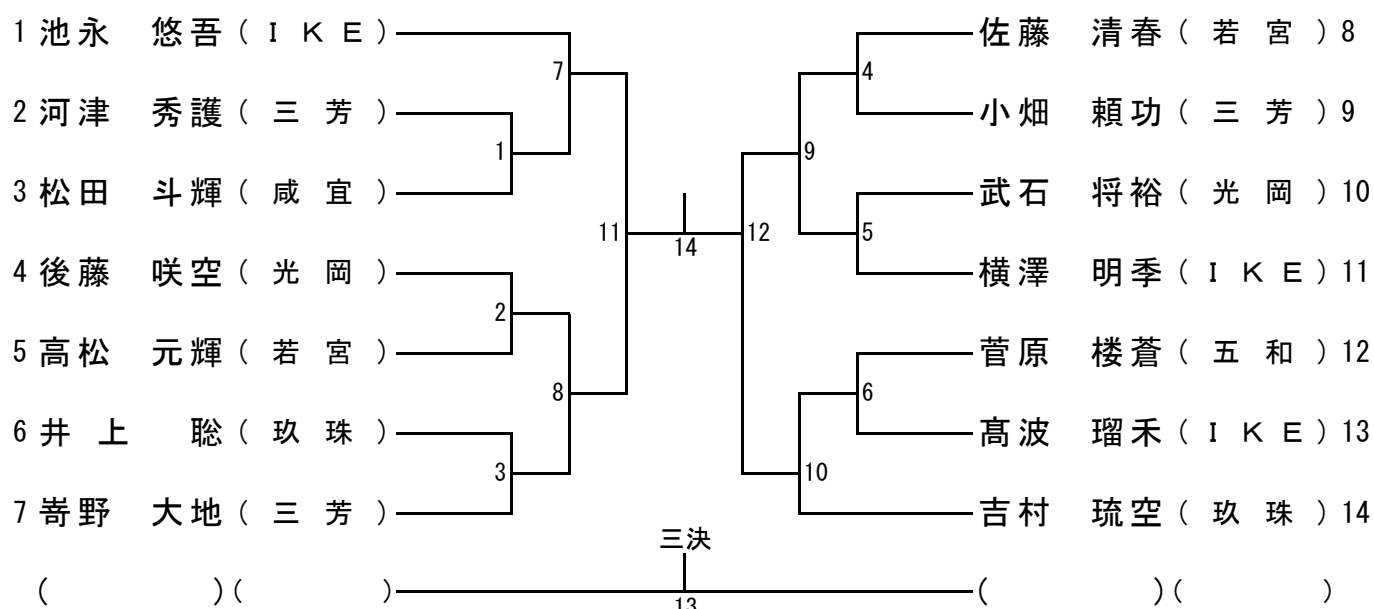 1 池永 悠吾 ( I K E ) 佐藤 清春 ( 若宮 ) 8
7 4
2 河津 秀護 ( 三芳 ) 小畑 頼功 ( 三芳 ) 9
1 9
3 松田 斗輝 ( 咸宜 ) 武石 将裕 ( 光岡 ) 10
11 14 12 5
4 後藤 咲空 ( 光岡 ) 横澤 明季 ( I K E ) 11
2
5 高松 元輝 ( 若宮 ) 菅原 楼蒼 ( 五和 ) 12
8 6
6 井上 聡 ( 玖珠 ) 髙波 瑠禾 ( I K E ) 13
3 10
7 嵜野 大地 ( 三芳 ) 吉村 琉空 ( 玖珠 ) 14
三決
( ) ( ) ( ) ( )
13